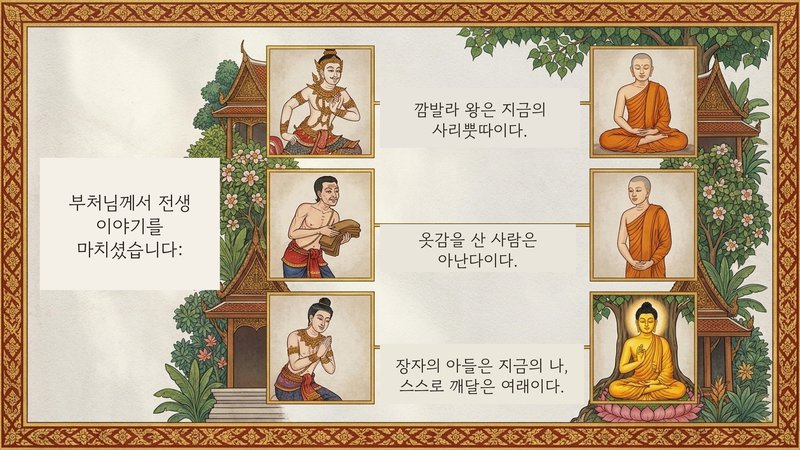 부처님께서 전생
이야기를
마치셨습니다:
깜발라 왕은 지금의
사리뿟따이다.
옷감을 산 사람은
아난다이다.
장자의 아들은 지금의 나,
스스로 깨달은 여래이다.